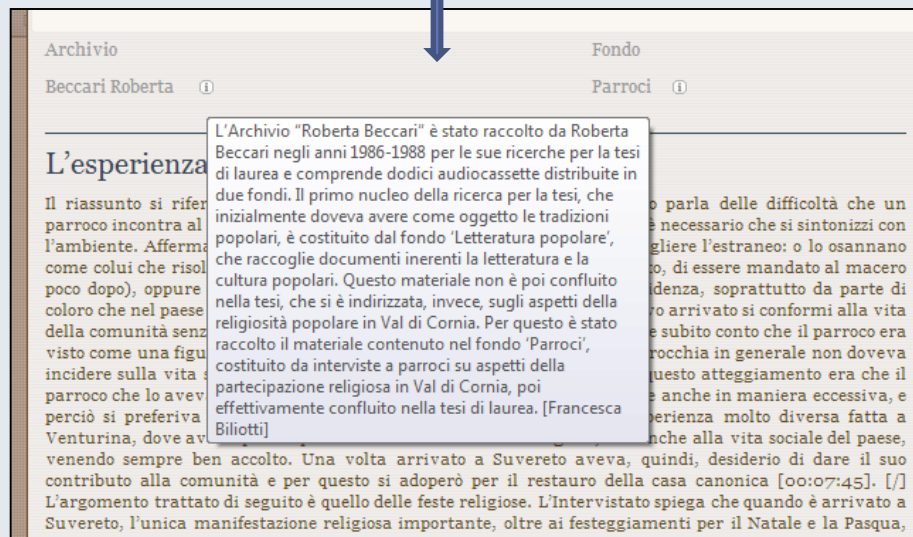 Archivio Fondo
Beccari Roberta Parroci
L'Archivio "Roberta Beccari" è stato raccolto da Roberta
Beccari negli anni 1986-1988 per le sue ricerche per la tesi
di laurea e comprende dodici audiocassette distribuite in
due fondi. Il primo nucleo della ricerca per la tesi, che
inizialmente doveva avere come oggetto le tradizioni
popolari, è costituito dal fondo 'Letteratura popolare',
che raccoglie documenti inerenti la letteratura e la
cultura popolari. Questo materiale non è poi confluito
nella tesi, che si è indirizzata, invece, sugli aspetti della
religiosità popolare in Val di Cornia. Per questo è stato
raccolto il materiale contenuto nel fondo 'Parroci',
costituito da interviste a parroci su aspetti della
partecipazione religiosa in Val di Cornia, poi
effettivamente confluito nella tesi di laurea. [Francesca
Biliotti]
L'esperienza
Il riassunto si rifer parla delle difficoltà che un
parroco incontra al è necessario che si sintonizzi con
l'ambiente. Afferma gliere l'estraneo: o lo osannano
come colui che risol to, di essere mandato al macero
poco dopo), oppure idenza, soprattutto da parte di
coloro che nel paese vo arrivato si conformi alla vita
della comunità senz e subito conto che il parroco era
visto come una figu rocchia in generale non doveva
incidere sulla vita questo atteggiamento era che il
parroco che lo avev e anche in maniera eccessiva, e
perciò si preferiva perienza molto diversa fatta a
Venturina, dove av anche alla vita sociale del paese,
venendo sempre ben accolto. Una volta arrivato a Suvereto aveva, quindi, desiderio di dare il suo
contributo alla comunità e per questo si adoperò per il restauro della casa canonica [00:07:45]. [/]
L'argomento trattato di seguito è quello delle feste religiose. L'Intervistato spiega che quando è arrivato a
Suvereto, l'unica manifestazione religiosa importante, oltre ai festeggiamenti per il Natale e la Pasqua,